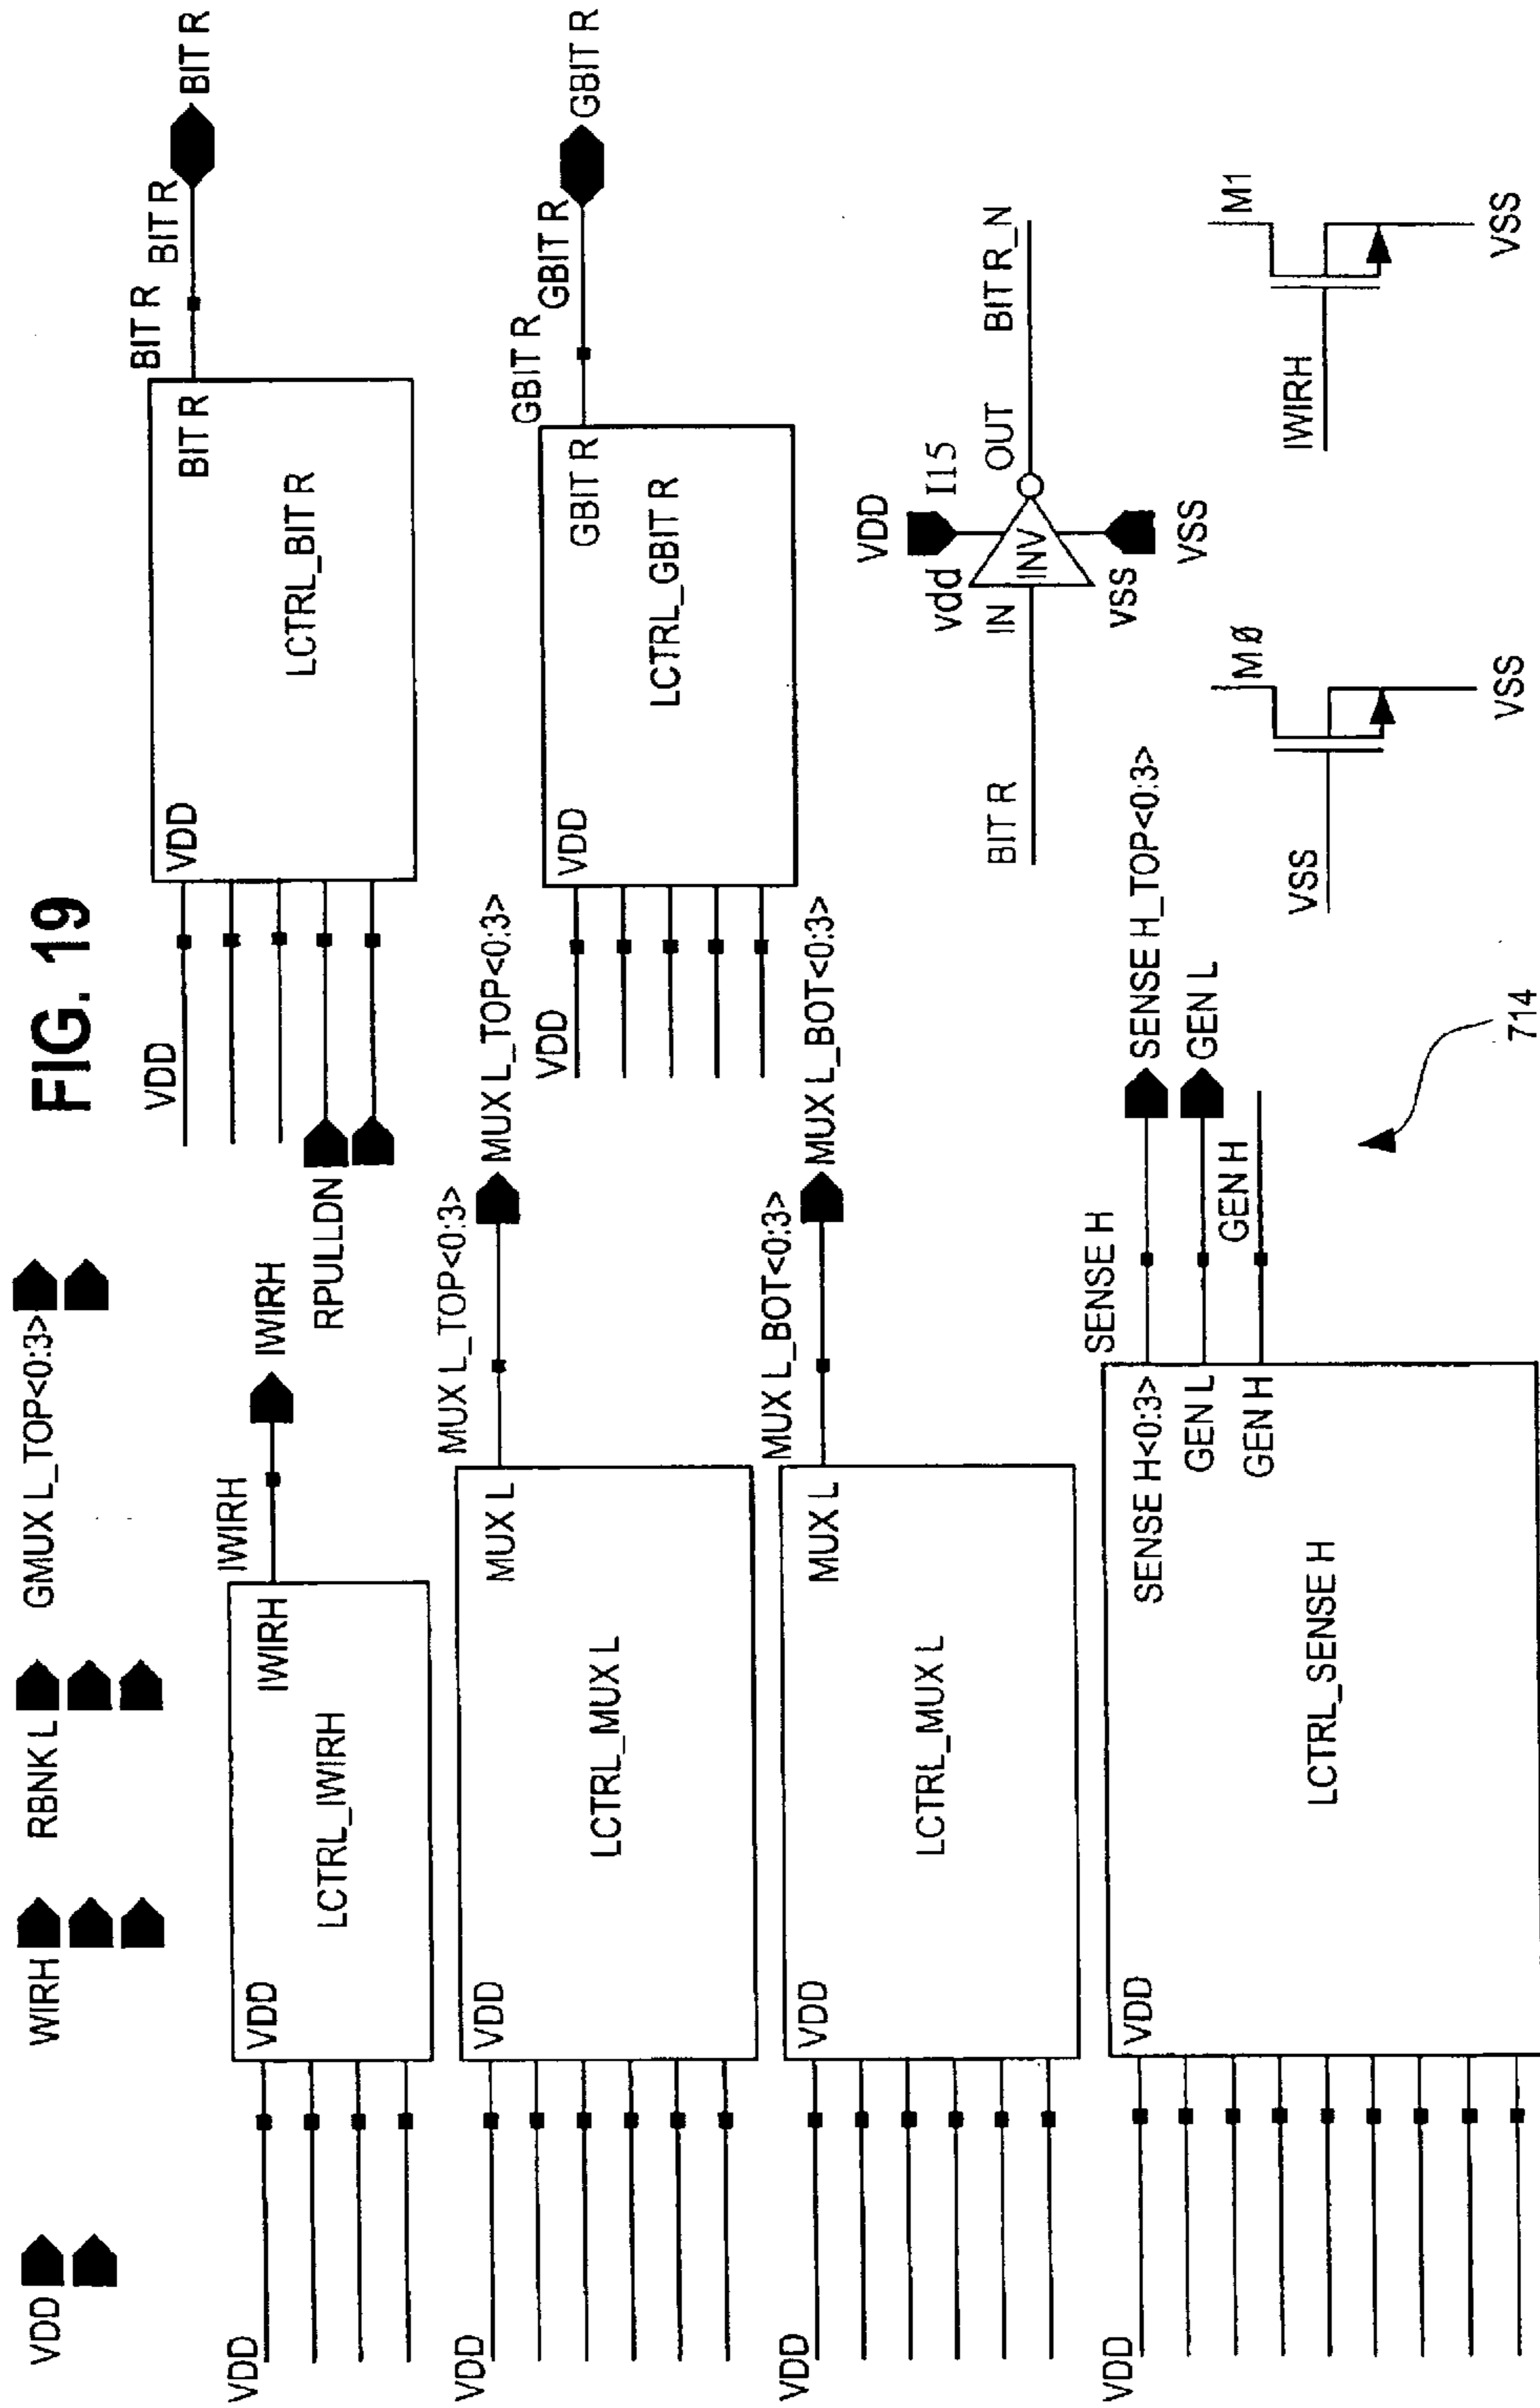 FIG. 19
VDD
WIRH
RBNK L
GMUX L_TOP<0:3>
VDD
VDD
LCTRL_IWIRH
IWIRH
IWIRH
IWIRH
VDD
VDD
LCTRL_MUX L
MUX L
MUX L_TOP<0:3>
MUX L_TOP<0:3>
VDD
VDD
LCTRL_MUX L
MUX L
MUX L_BOT<0:3>
MUX L_BOT<0:3>
VDD
VDD
LCTRL_SENSE H
SENSE H<0:3>
GEN L
GEN H
SENSE H
GEN H
SENSE H_TOP<0:3>
GEN L
714
VDD
RPULLDN
VDD
LCTRL_BIT R
BIT R
BIT R
BIT R
BIT R
VDD
VDD
LCTRL_GBIT R
GBIT R
GBIT R
GBIT R
GBIT R
BIT R
IN
vdd
VDD
I15
INV
OUT
BIT R_N
VSS
VSS
VSS
MØ
VSS
IWIRH
M1
VSS